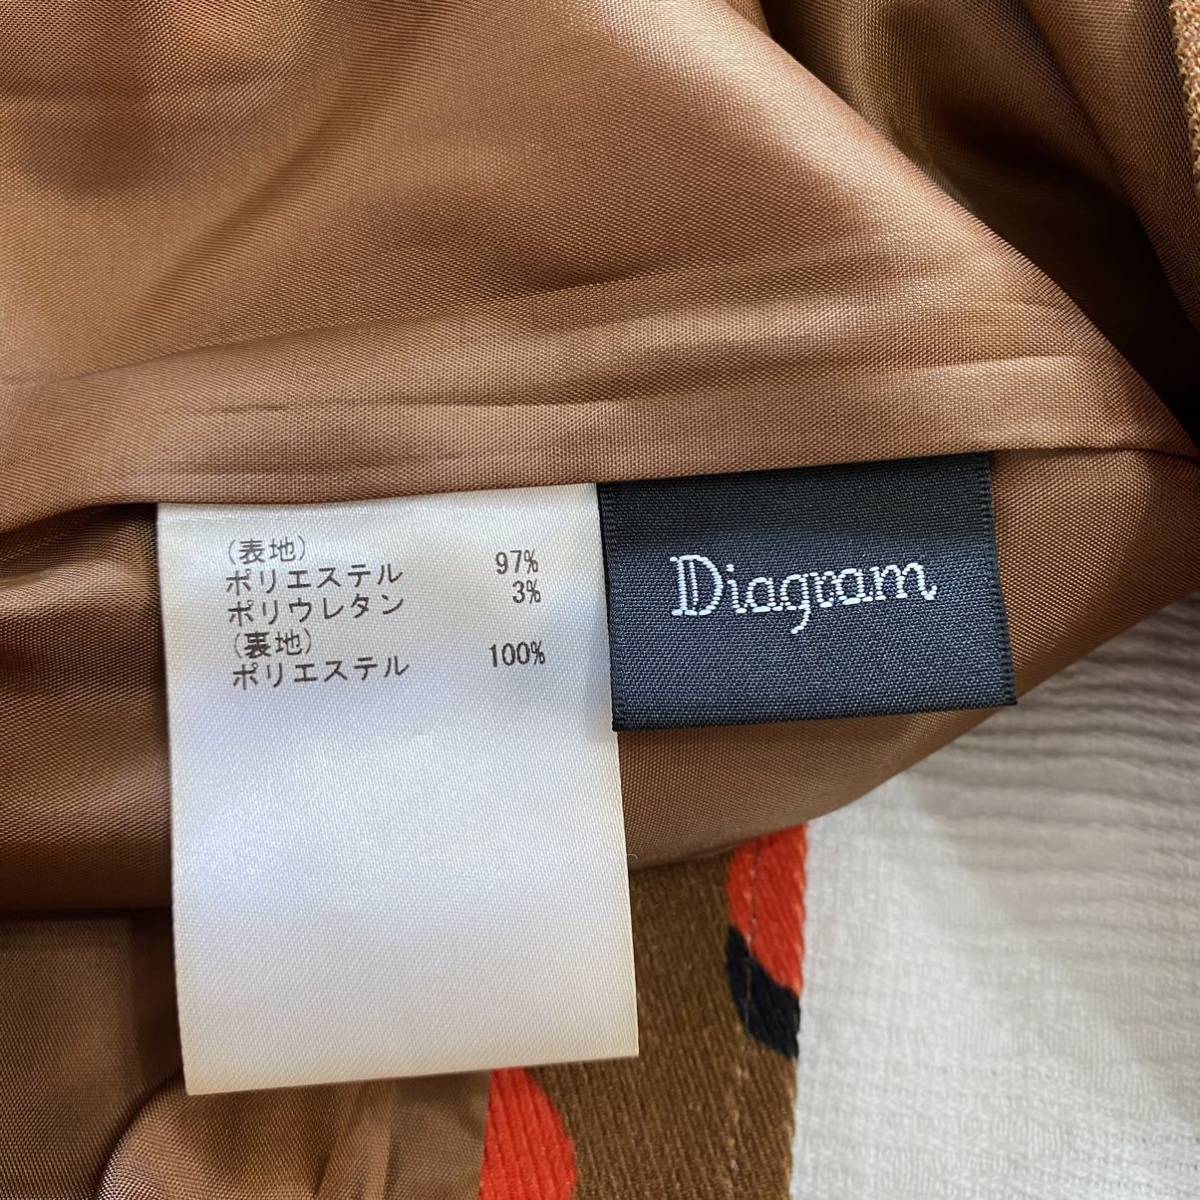 (表地)
ポリエステル 97%
ポリウレタン 3%
(裏地)
ポリエステル 100%
Diagram